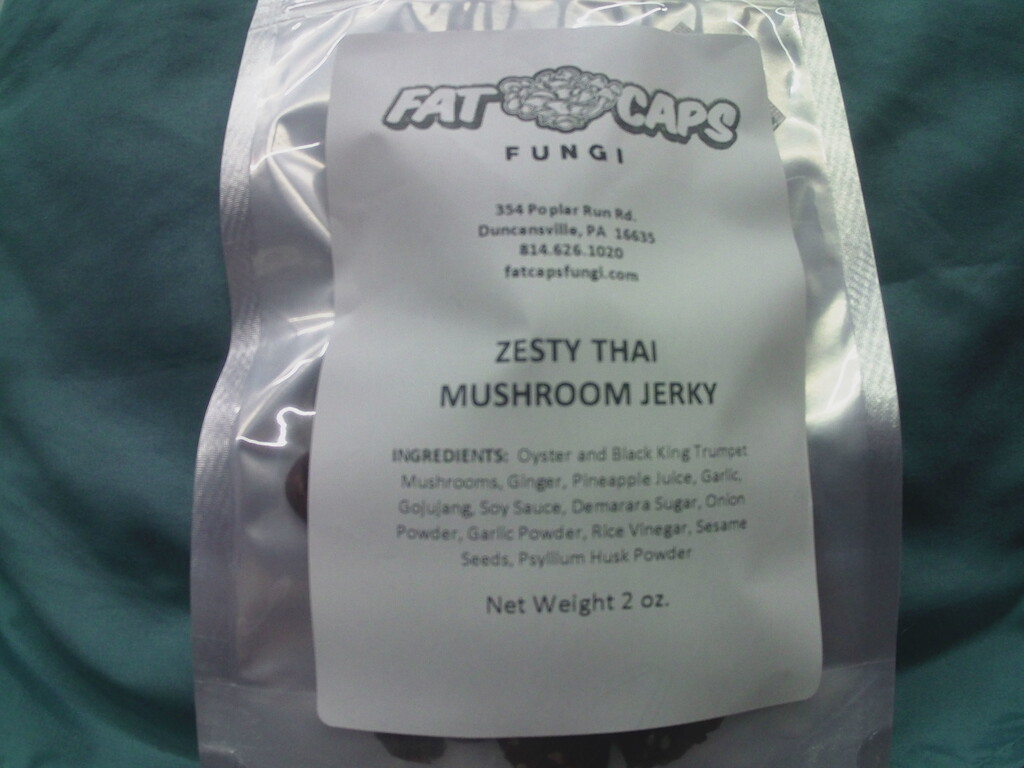 FAT CAPS
FUNGI
354 Poplar Run Rd.
Duncansville, PA 16635
814.626.1020
fatcapsfungi.com
ZESTY THAI
MUSHROOM JERKY
INGREDIENTS: Oyster and Black King Trumpet
Mushrooms, Ginger, Pineapple Juice, Garlic,
Gojujang, Soy Sauce, Demarara Sugar, Onion
Powder, Garlic Powder, Rice Vinegar, Sesame
Seeds, Psyllium Husk Powder
Net Weight 2 oz.